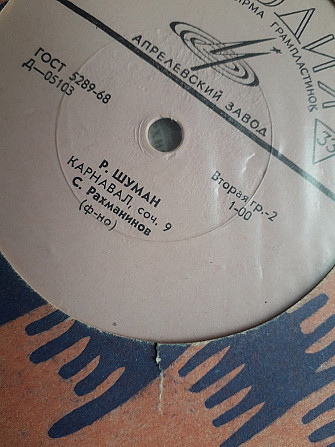 ОДИЯ
ФИРМА ГРАМПЛАСТИНОК
АПРЕЛЕВСКИЙ ЗАВОД
33
ГОСТ 5289-68
Д—05103
Вторая гр.-2
1-00
Р. ШУМАН
КАРНАВАЛ, соч. 9
С. Рахманинов
(ф-но)